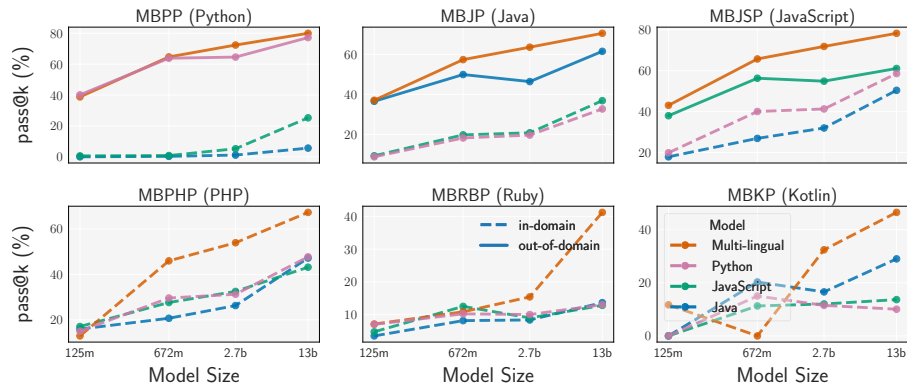 MBPP (Python)
MBJP (Java)
MBJSP (JavaScript)
pass@k (%)
80
60
40
20
0
60
40
20
80
60
40
20
MBPHP (PHP)
MBRBP (Ruby)
MBKP (Kotlin)
pass@k (%)
60
40
20
40
30
20
10
40
20
0
in-domain
out-of-domain
Model
Multi-lingual
Python
JavaScript
Java
125m 672m 2.7b 13b
125m 672m 2.7b 13b
125m 672m 2.7b 13b
Model Size
Model Size
Model Size